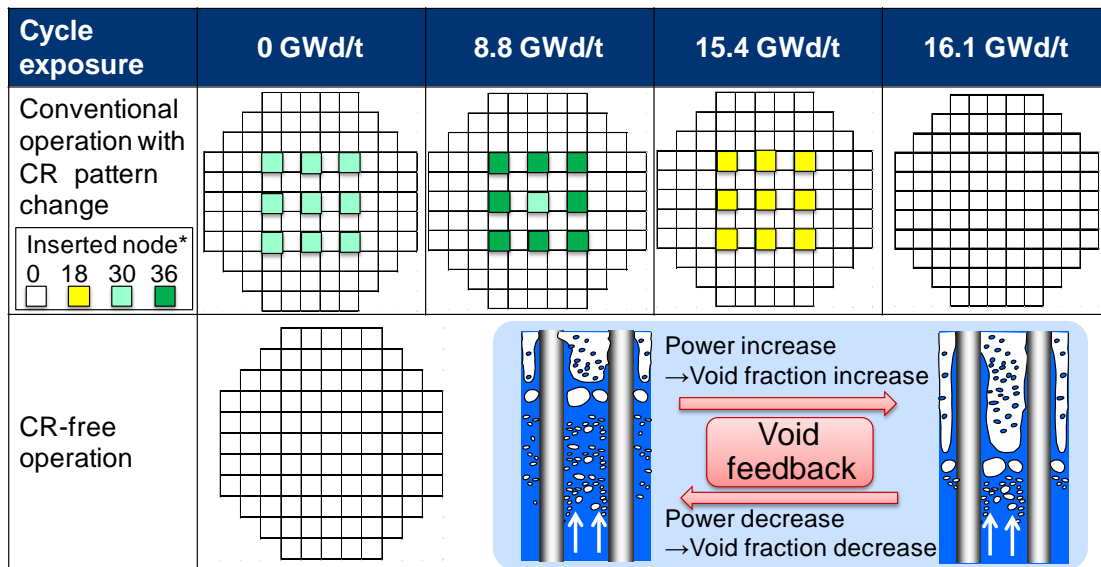 Cycle
exposure
0 GWd/t
8.8 GWd/t
15.4 GWd/t
16.1 GWd/t
Conventional
operation with
CR pattern
change
Inserted node*
0 18 30 36
CR-free
operation
Power increase
→Void fraction increase
Void
feedback
Power decrease
→Void fraction decrease